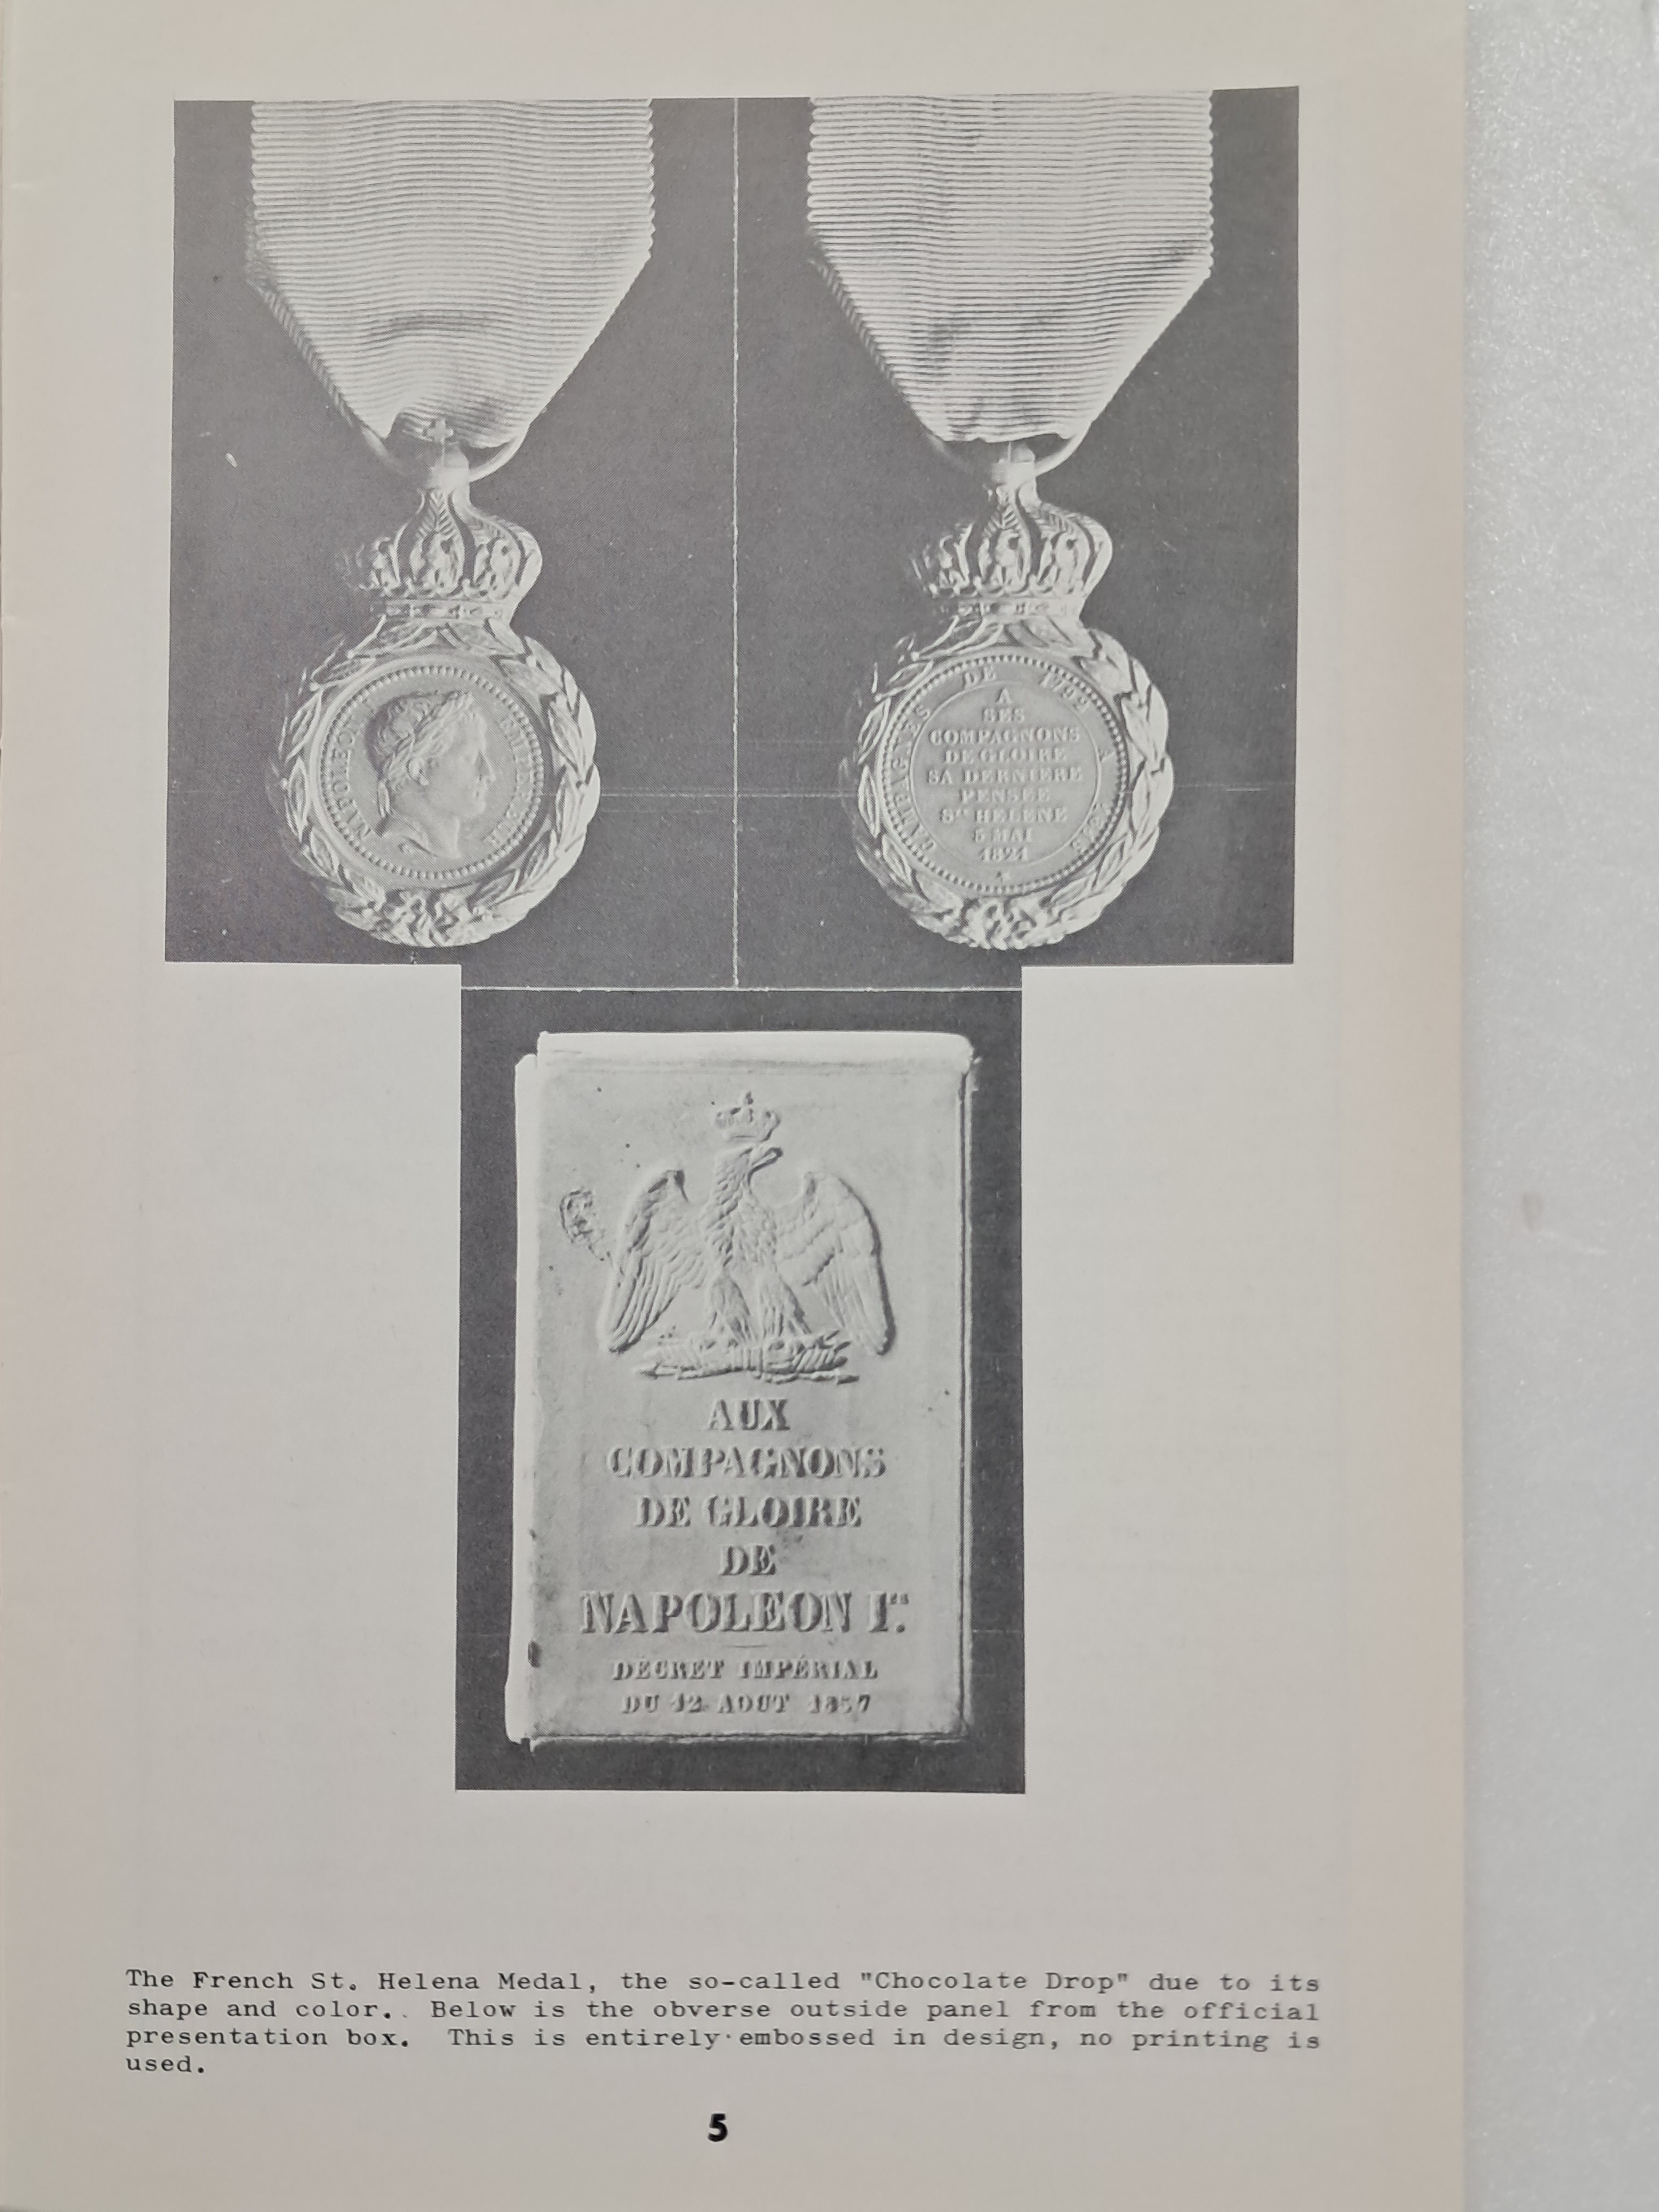 NAPOLEON I EMPEREUR
CAMPAGNES DE 1792 A 1815
A
SES
COMPAGNONS
DE GLOIRE
SA DERNIERE
PENSEE
Ste HELENE
5 MAI
1821
AUX
COMPAGNONS
DE GLOIRE
DE
NAPOLEON Ier.
DECRET IMPÉRIAL
DU 12 AOUT 1857
The French St. Helena Medal, the so-called "Chocolate Drop" due to its
shape and color.. Below is the obverse outside panel from the official
presentation box. This is entirely embossed in design, no printing is
used.
5